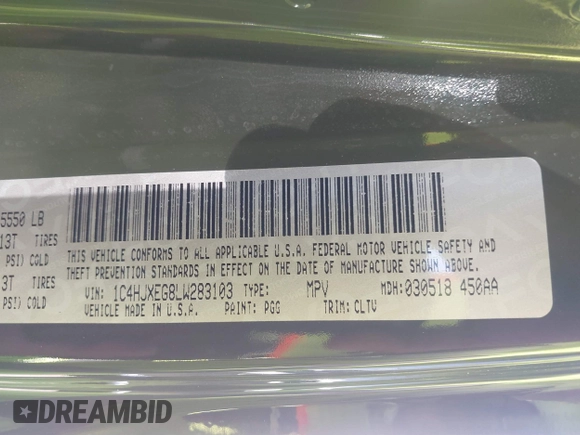 5550 LB
13T TIRES
PSI) COLD
THIS VEHICLE CONFORMS TO ALL APPLICABLE U.S.A. FEDERAL MOTOR VEHICLE SAFETY AND
THEFT PREVENTION STANDARDS IN EFFECT ON THE DATE OF MANUFACTURE SHOWN ABOVE.
3T TIRES
PSI) COLD
VIN: 1C4HJXEG8LW283103 TYPE: MPV MDH: 030518 450AA
VEHICLE MADE IN U.S.A. PAINT: PGG TRIM: CLTV
DREAMBID